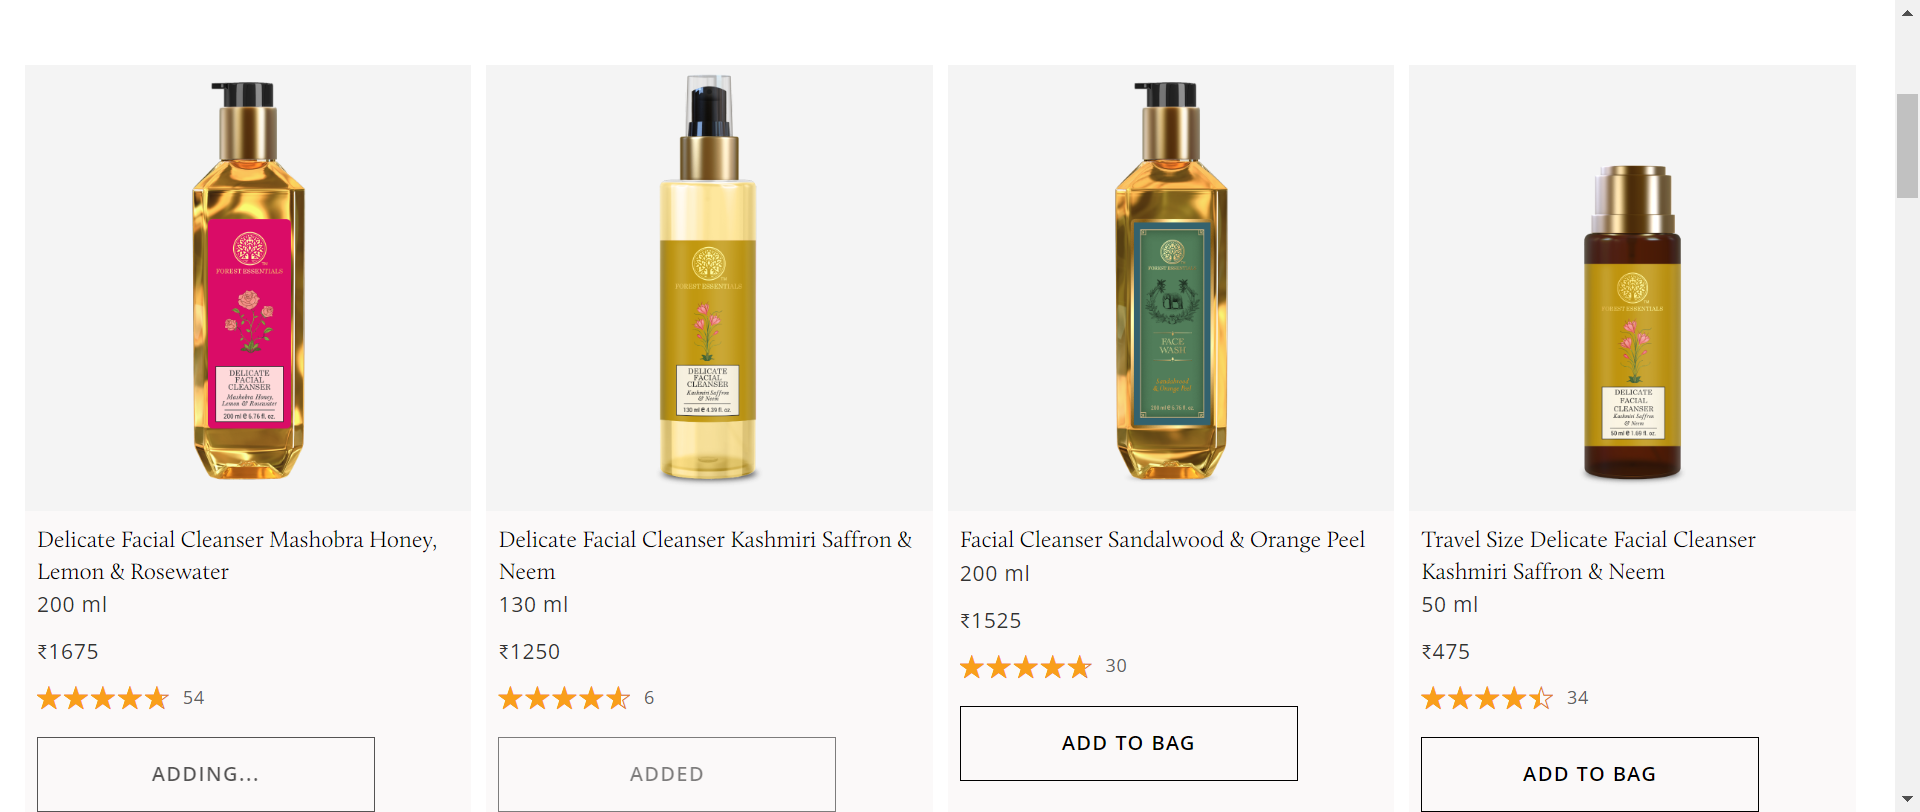 FOREST ESSENTIALS
DELICATE
FACIAL
CLEANSER
Mashobra Honey,
Lemon & Rosewater
200 ml e 6.76 fl. oz.
FOREST ESSENTIALS
DELICATE
FACIAL
CLEANSER
Kashmiri Saffron
& Neem
130 ml e 4.39 fl. oz.
FOREST ESSENTIALS
FACE
WASH
Sandalwood
& Orange Peel
200 ml e 6.76 fl. oz.
FOREST ESSENTIALS
DELICATE
FACIAL
CLEANSER
Kashmiri Saffron
& Neem
50 ml e 1.69 fl. oz.
Delicate Facial Cleanser Mashobra Honey,
Lemon & Rosewater
200 ml
₹1675
54
ADDING...
Delicate Facial Cleanser Kashmiri Saffron &
Neem
130 ml
₹1250
6
ADDED
Facial Cleanser Sandalwood & Orange Peel
200 ml
₹1525
30
ADD TO BAG
Travel Size Delicate Facial Cleanser
Kashmiri Saffron & Neem
50 ml
₹475
34
ADD TO BAG